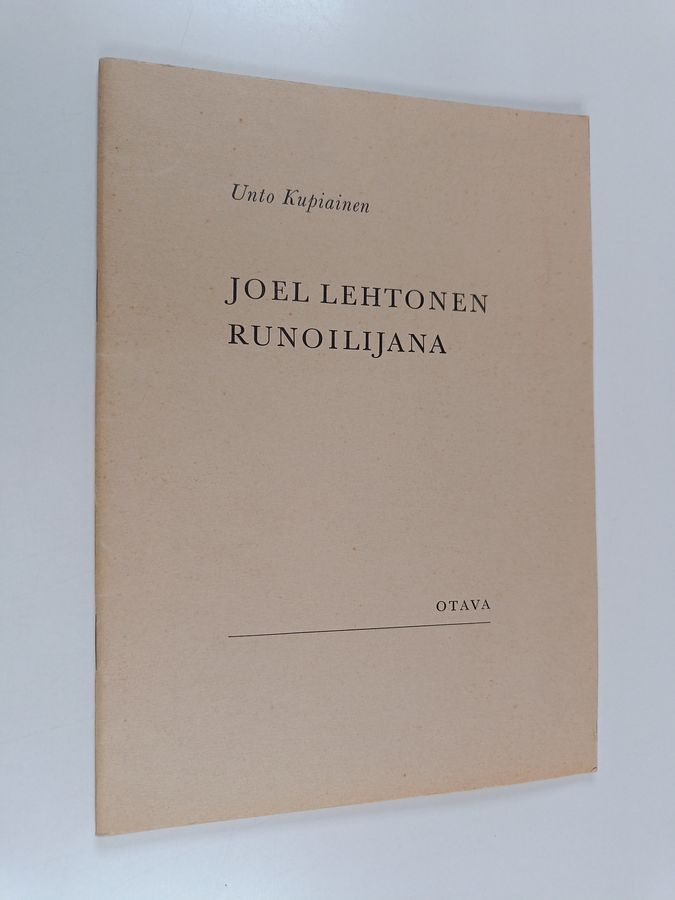 Unto Kupiainen
JOEL LEHTONEN
RUNOILIJANA
OTAVA